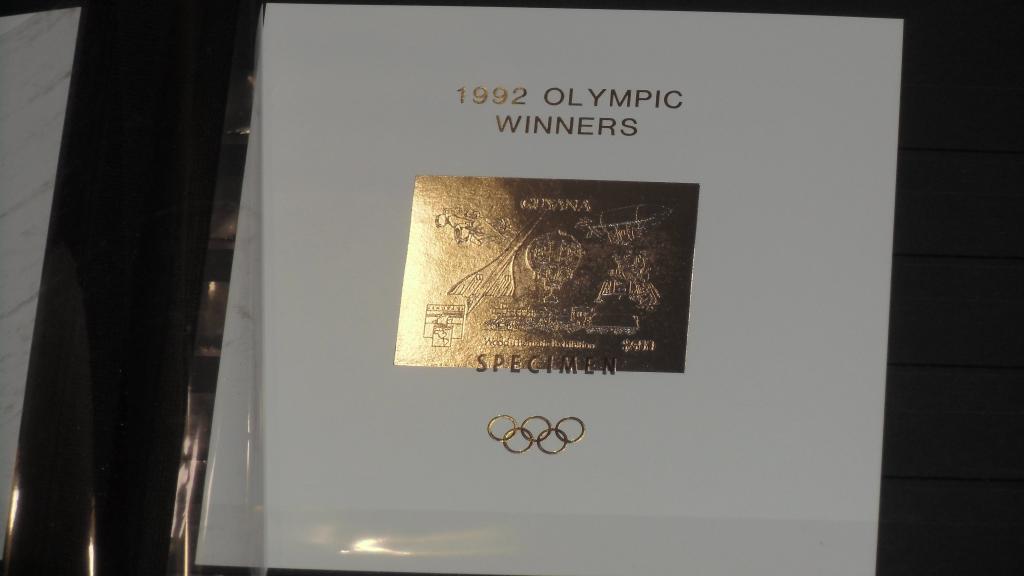 1992 OLYMPIC
WINNERS
GUYANA
SPECIMEN